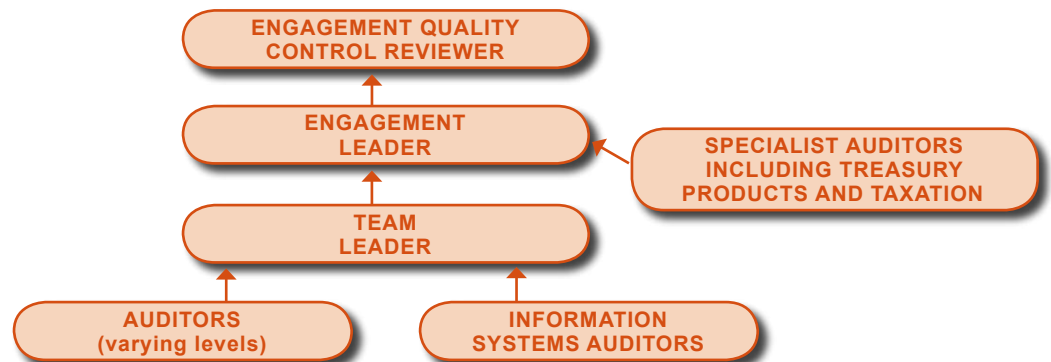 ENGAGEMENT QUALITY
CONTROL REVIEWER
ENGAGEMENT
LEADER
SPECIALIST AUDITORS
INCLUDING TREASURY
PRODUCTS AND TAXATION
TEAM
LEADER
AUDITORS
(varying levels)
INFORMATION
SYSTEMS AUDITORS